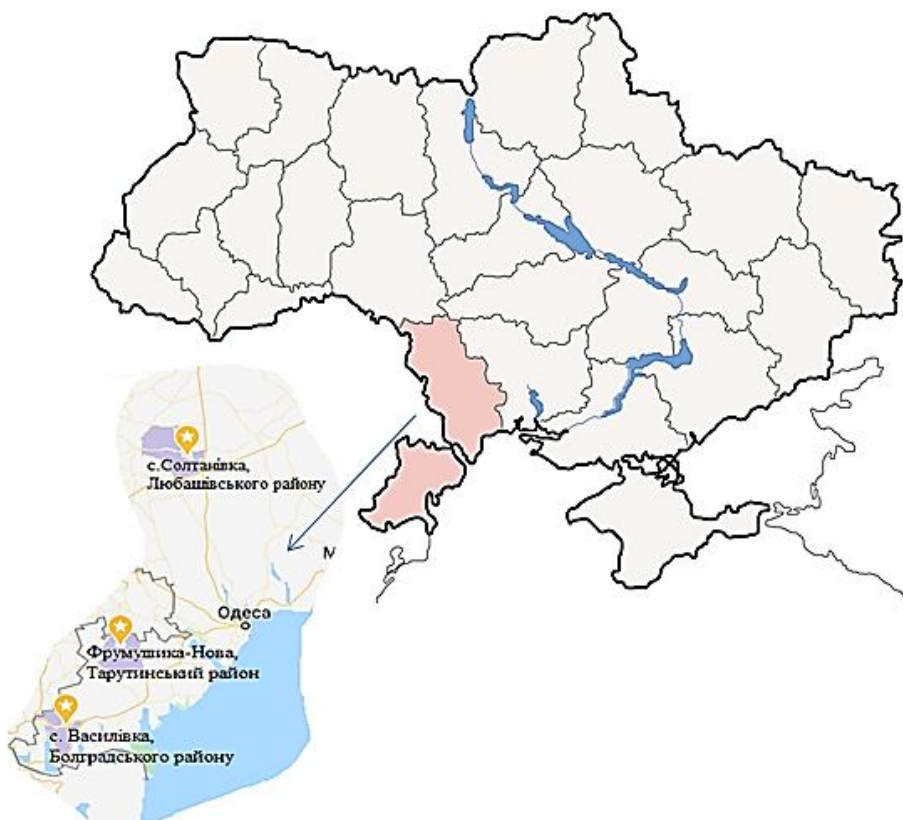 с.Солтанівка,
Любашівського району
М
Одеса
Фрумушика-Нова,
Тарутинський район
с. Василівка,
Болградського району